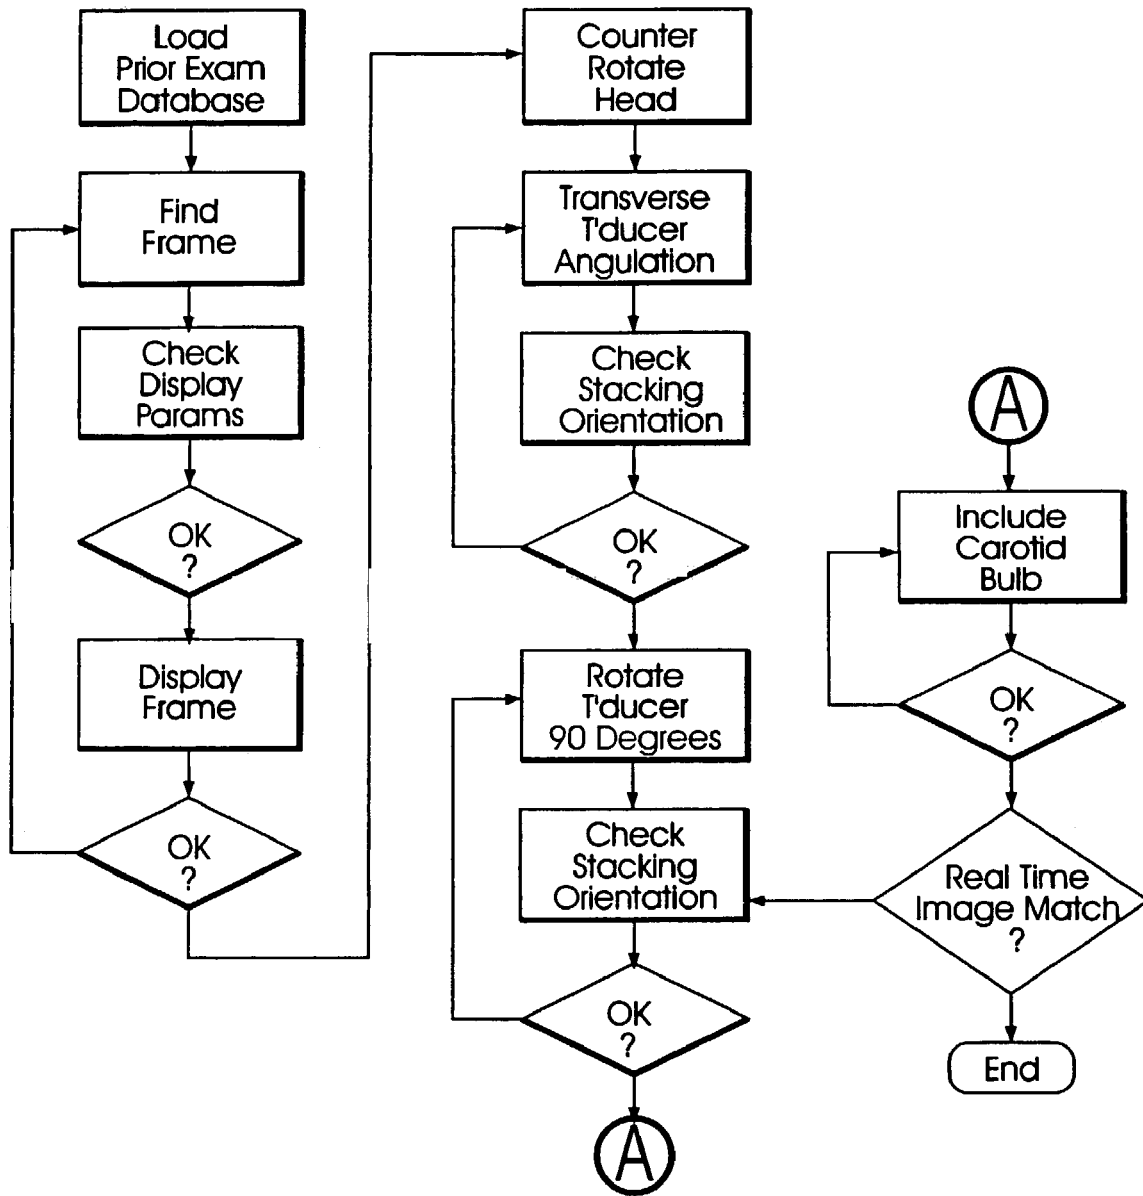 Load
Prior Exam
Database
Find
Frame
Check
Display
Params
OK
?
Display
Frame
OK
?
Counter
Rotate
Head
Transverse
T'ducer
Angulation
Check
Stacking
Orientation
OK
?
Rotate
T'ducer
90 Degrees
Check
Stacking
Orientation
OK
?
A
A
Include
Carotid
Bulb
OK
?
Real Time
Image Match
?
End